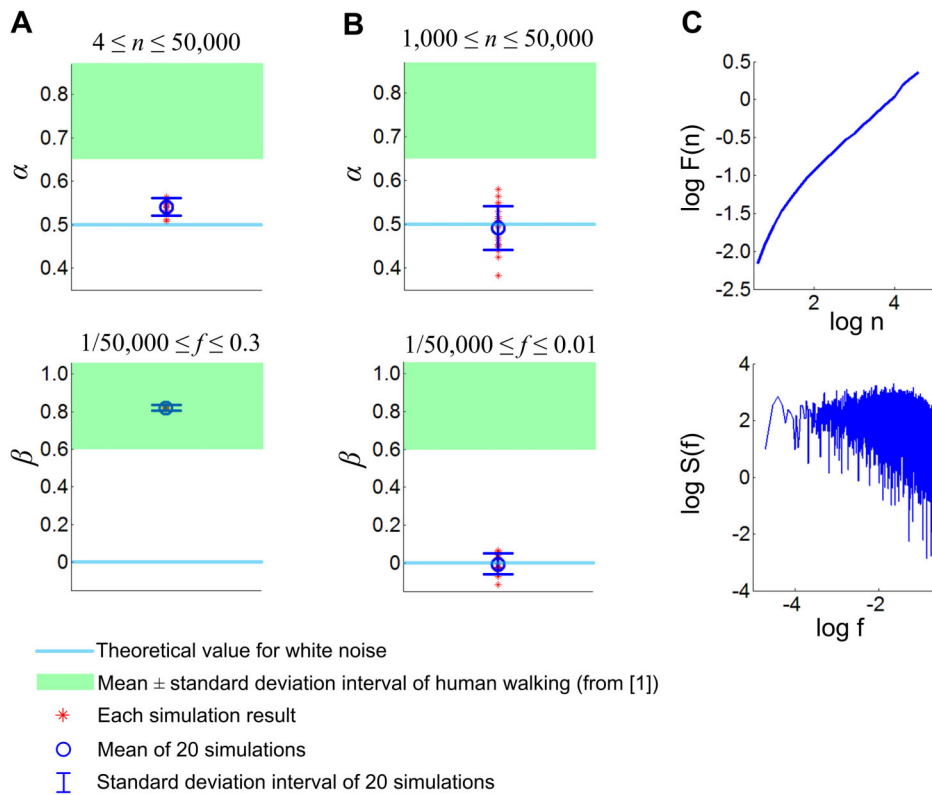 A
4 ≤ n ≤ 50,000
0.8
0.7
0.6
0.5
0.4
α
1/50,000 ≤ f ≤ 0.3
1.0
0.8
0.6
0.4
0.2
0
β
B
1,000 ≤ n ≤ 50,000
0.8
0.7
0.6
0.5
0.4
α
1/50,000 ≤ f ≤ 0.01
1.0
0.8
0.6
0.4
0.2
0
β
C
0.5
0
-0.5
-1.0
-1.5
-2.0
-2.5
log F(n)
2 4
log n
4
2
0
-2
-4
log S(f)
-4 -2
log f
Theoretical value for white noise
Mean ± standard deviation interval of human walking (from [1])
Each simulation result
Mean of 20 simulations
Standard deviation interval of 20 simulations